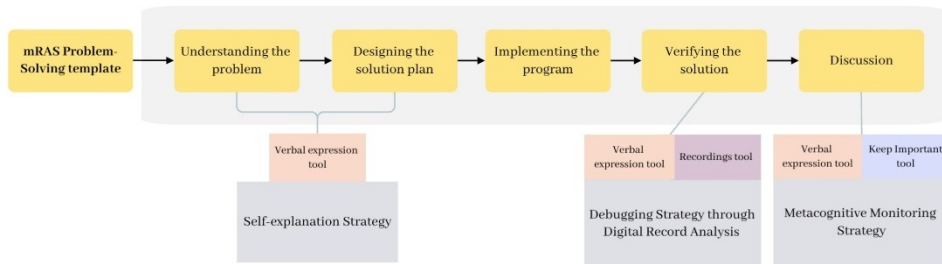 mRAS Problem-
Solving template
Understanding the
problem
Designing the
solution plan
Implementing the
program
Verifying the
solution
Discussion
Verbal expression
tool
Self-explanation Strategy
Verbal
expression tool
Recordings tool
Debugging Strategy through
Digital Record Analysis
Verbal
expression tool
Keep Important
tool
Metacognitive Monitoring
Strategy